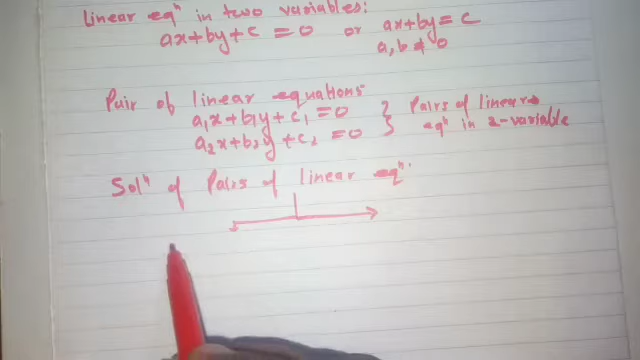 Linear eqⁿ in two variables:
ax+by+c=0 or ax+by=c
a, b ≠ 0
Pair of linear equations
a₁x+b₁y+c₁=0 } Pairs of linear
a₂x+b₂y+c₂=0 eqⁿ in 2-variable
Solⁿ of Pairs of linear eqⁿ.